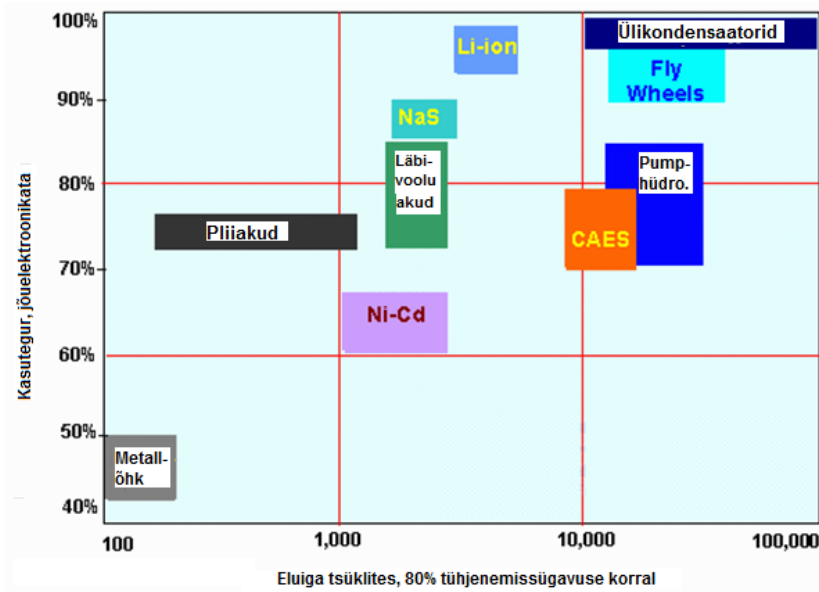 100%
Ülikondensaatorid
Li-ion
Fly
Wheels
90%
NaS
Läbi-
voolu
akud
Pump-
hüdro.
80%
Pliiakud
CAES
70%
Ni-Cd
60%
50%
Metall-
õhk
40%
Kasutegur, jõuelektroonikata
100
1,000
10,000
100,000
Eluiga tsüklites, 80% tühjenemissügavuse korral